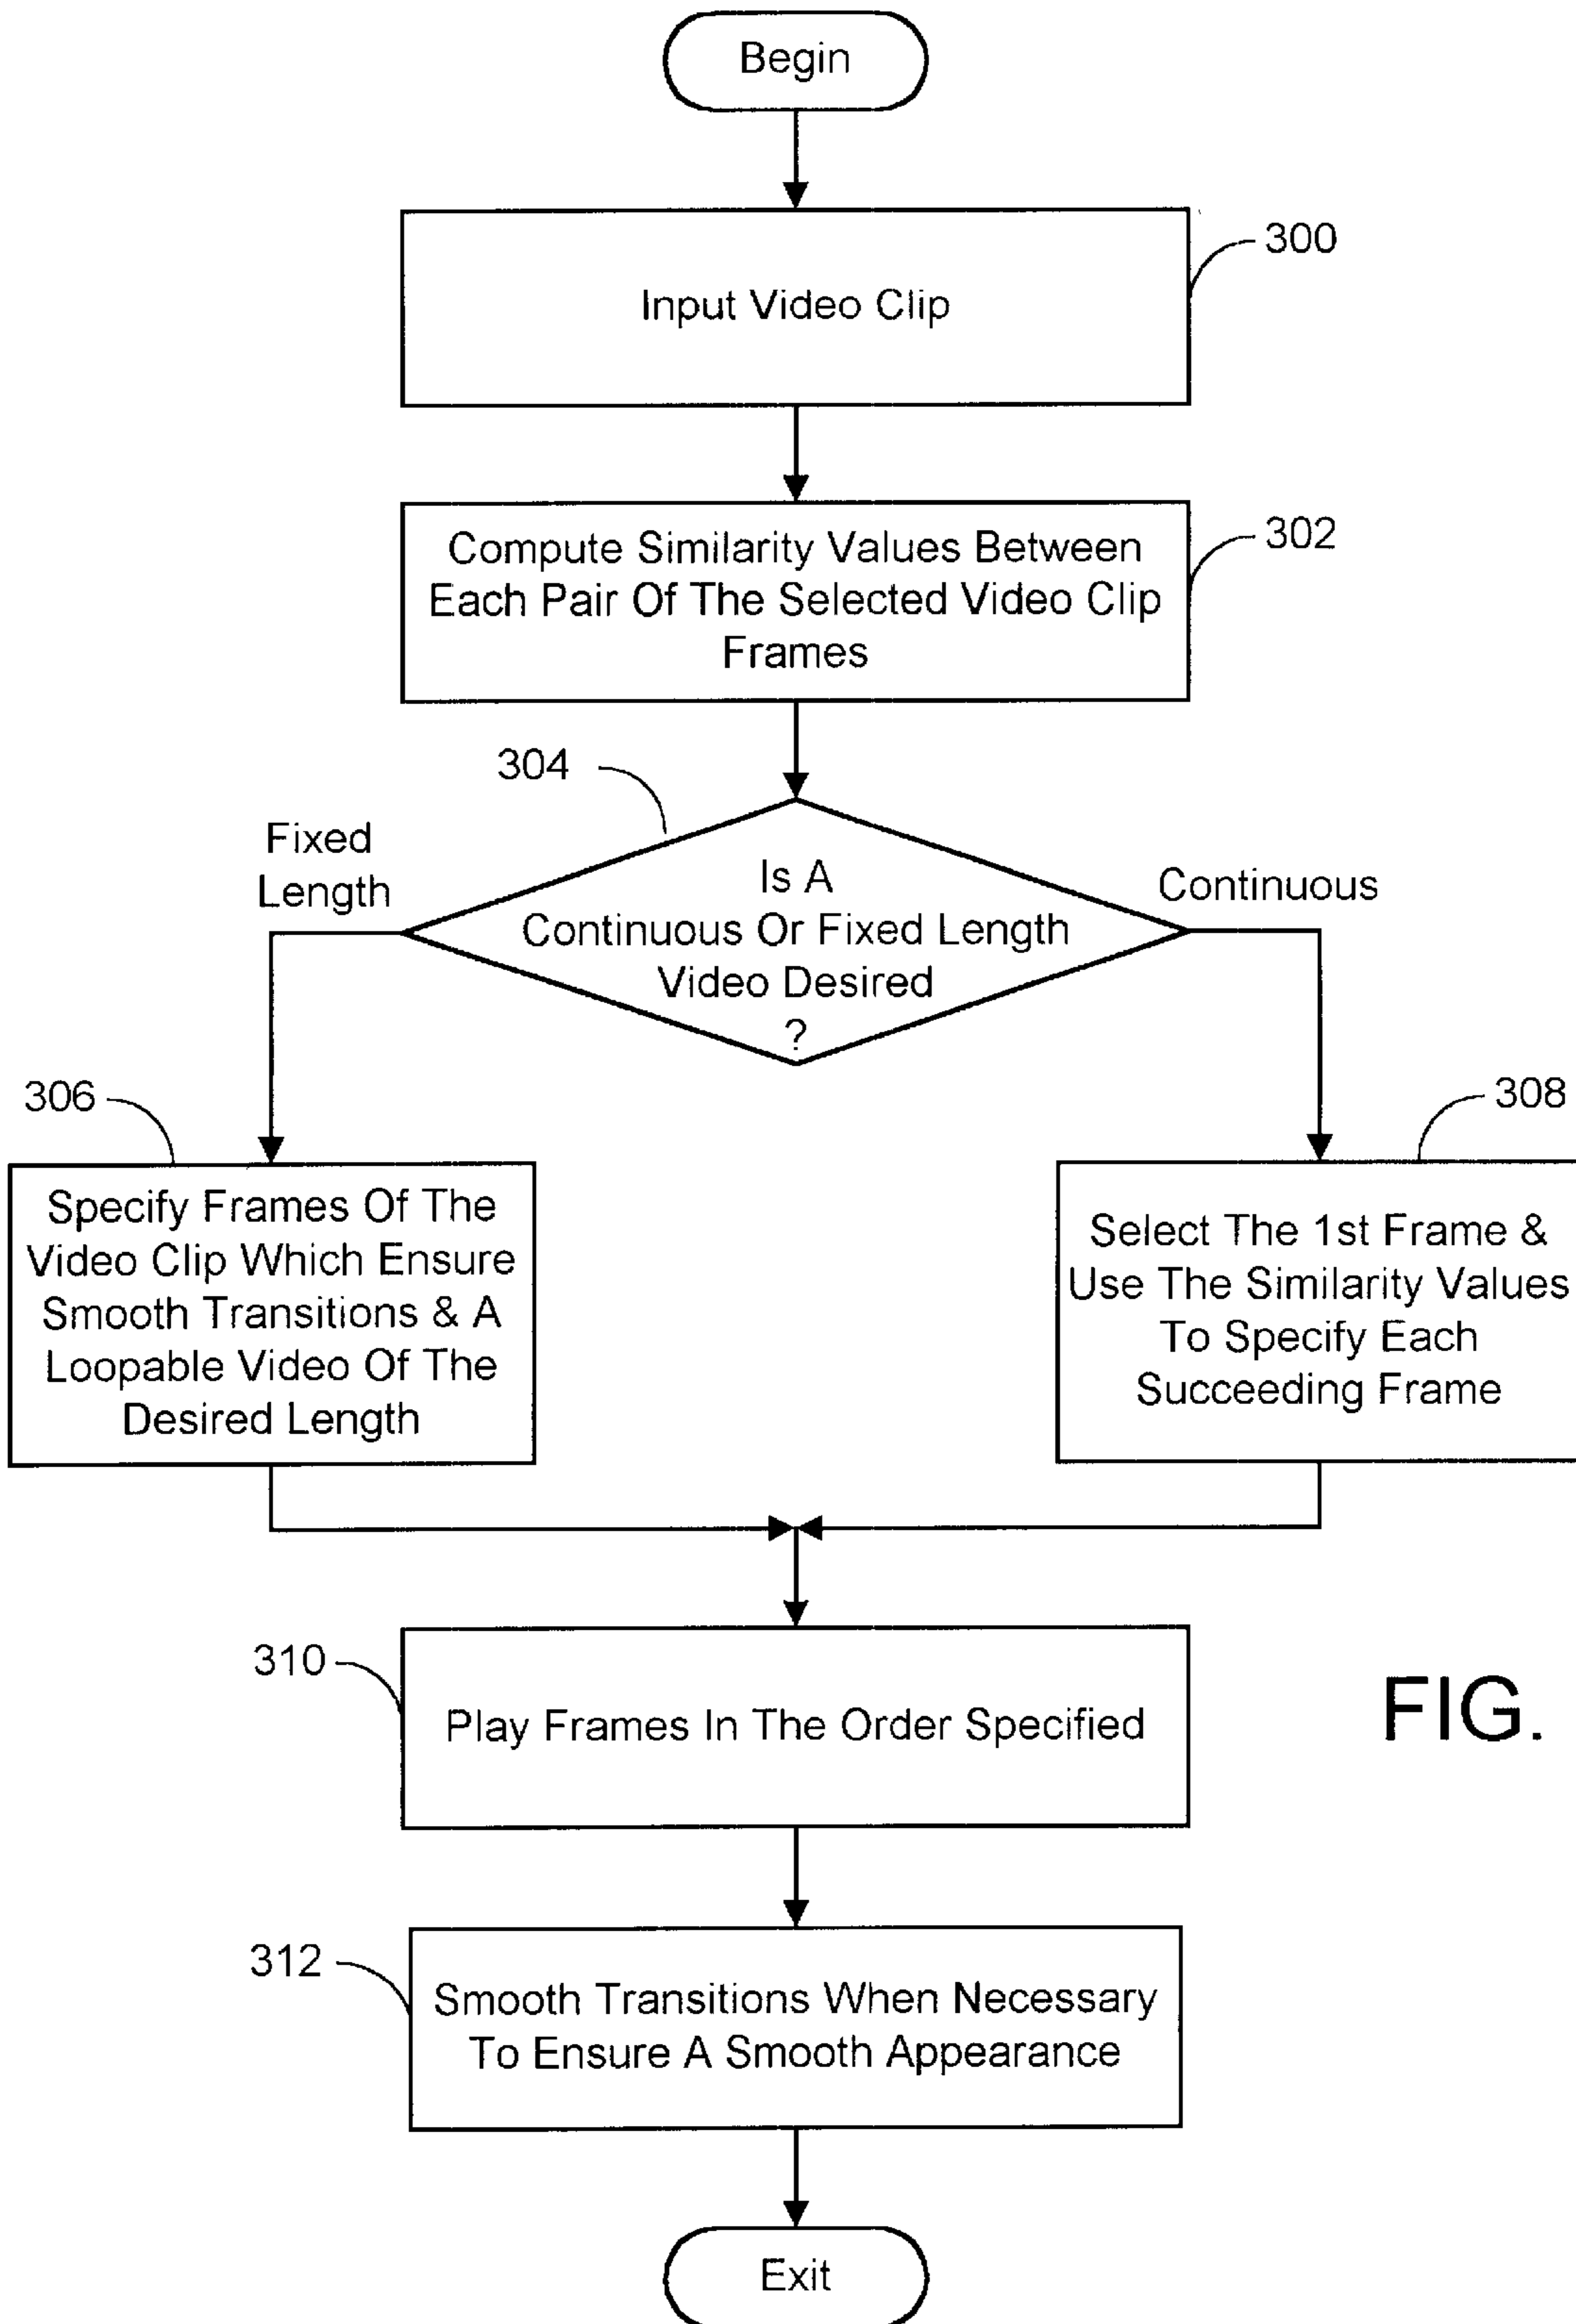 Begin
300
Input Video Clip
302
Compute Similarity Values Between
Each Pair Of The Selected Video Clip
Frames
304
Fixed
Length
Is A
Continuous Or Fixed Length
Video Desired
?
Continuous
306
Specify Frames Of The
Video Clip Which Ensure
Smooth Transitions & A
Loopable Video Of The
Desired Length
308
Select The 1st Frame &
Use The Similarity Values
To Specify Each
Succeeding Frame
310
Play Frames In The Order Specified
FIG.
312
Smooth Transitions When Necessary
To Ensure A Smooth Appearance
Exit